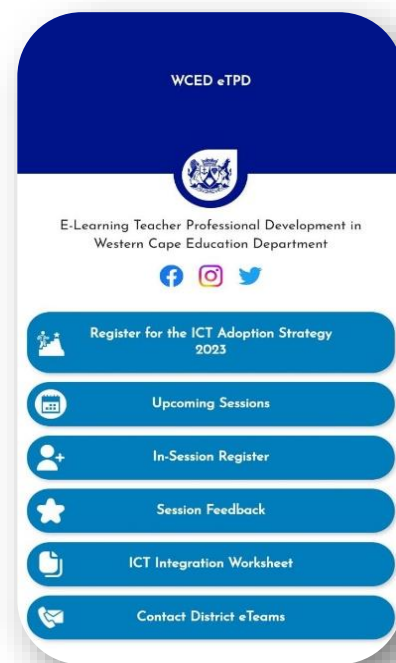 WCED eTPD
E-Learning Teacher Professional Development in
Western Cape Education Department
Register for the ICT Adoption Strategy
2023
Upcoming Sessions
In-Session Register
Session Feedback
ICT Integration Worksheet
Contact District eTeams